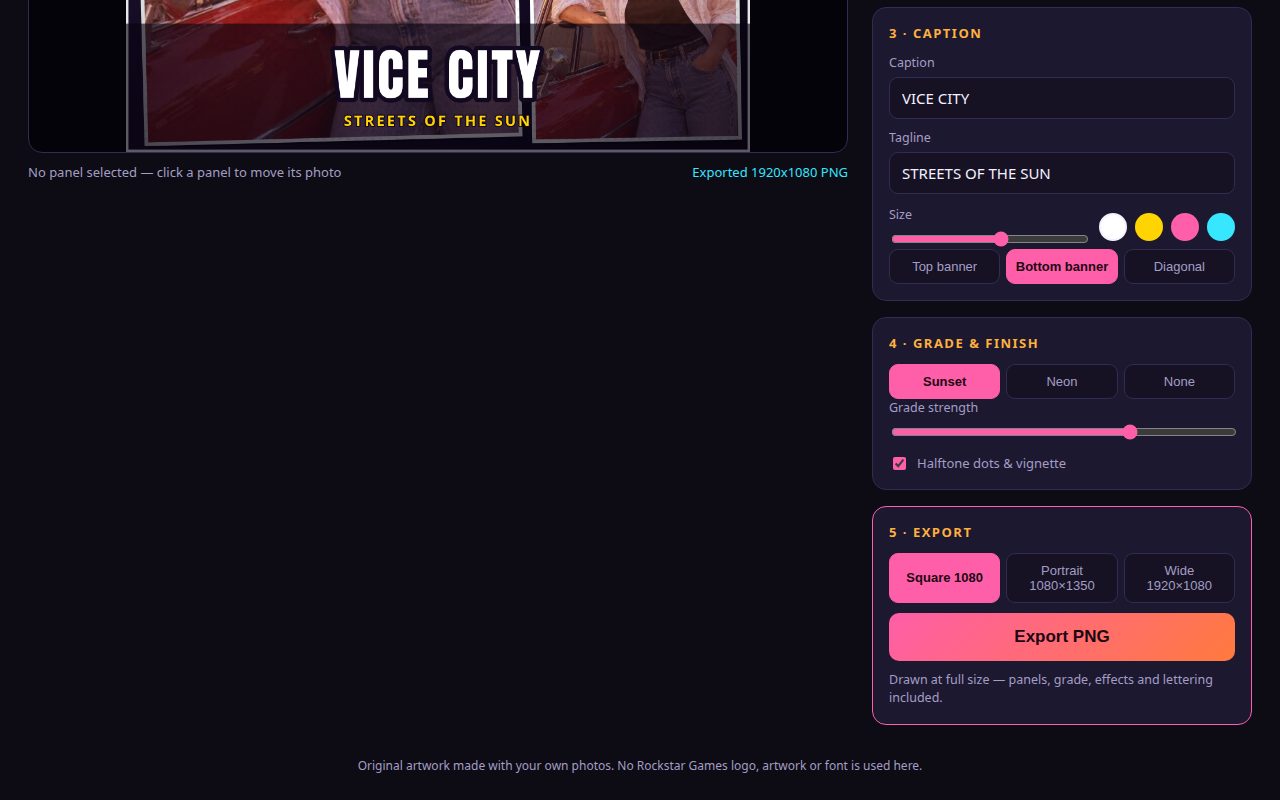 VICE CITY
STREETS OF THE SUN
No panel selected — click a panel to move its photo
Exported 1920x1080 PNG
3 · CAPTION
Caption
VICE CITY
Tagline
STREETS OF THE SUN
Size
Top banner
Bottom banner
Diagonal
4 · GRADE & FINISH
Sunset
Neon
None
Grade strength
Halftone dots & vignette
5 · EXPORT
Square 1080
Portrait
1080×1350
Wide
1920×1080
Export PNG
Drawn at full size — panels, grade, effects and lettering
included.
Original artwork made with your own photos. No Rockstar Games logo, artwork or font is used here.